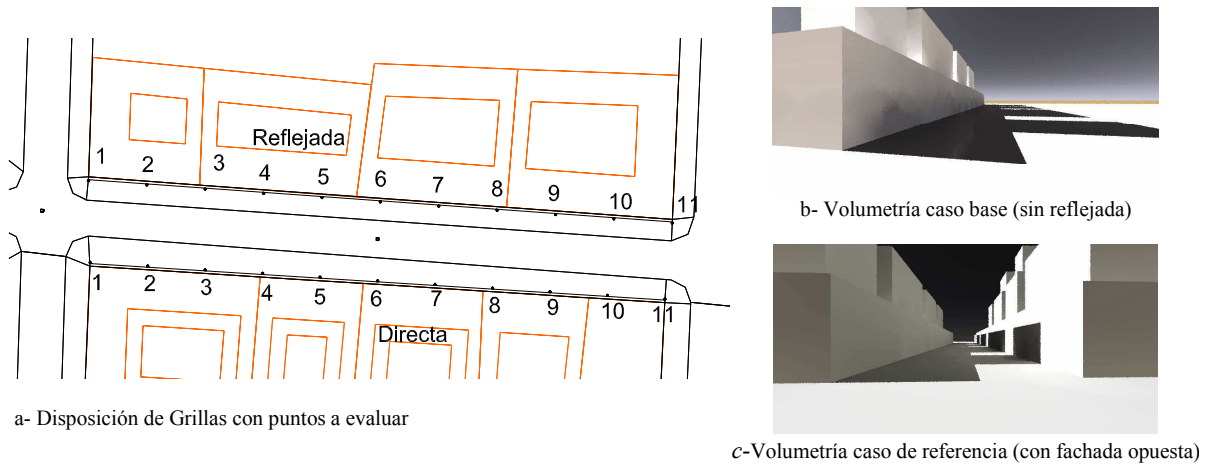 Reflejada
1 2 3 4 5 6 7 8 9 10 11
1 2 3 4 5 6 7 8 9 10 11
Directa
a- Disposición de Grillas con puntos a evaluar
b- Volumetría caso base (sin reflejada)
c-Volumetría caso de referencia (con fachada opuesta)